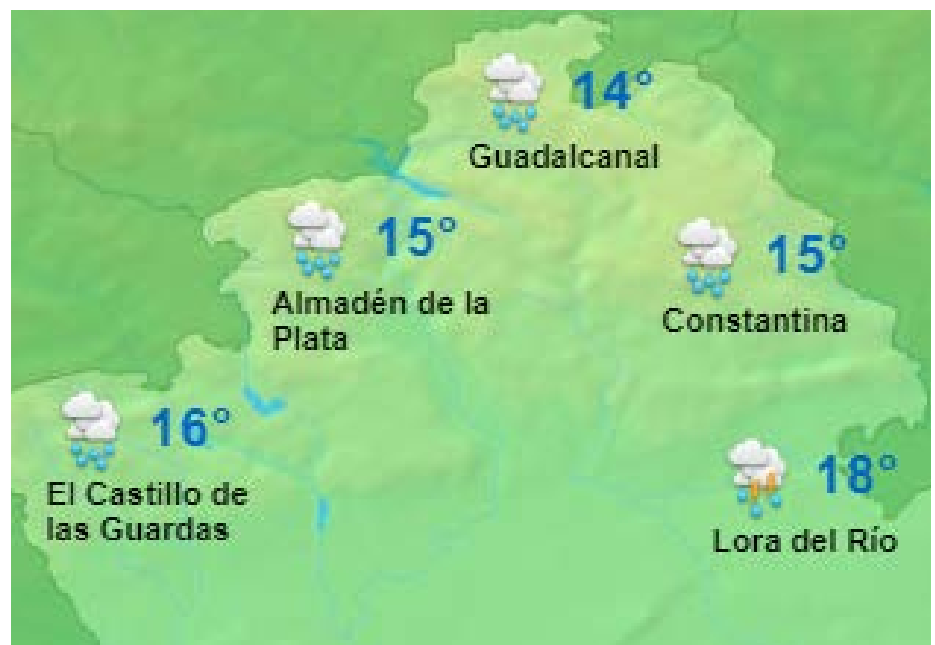 14°
Guadalcanal
15°
Almadén de la
Plata
15°
Constantina
16°
El Castillo de
las Guardas
18°
Lora del Río